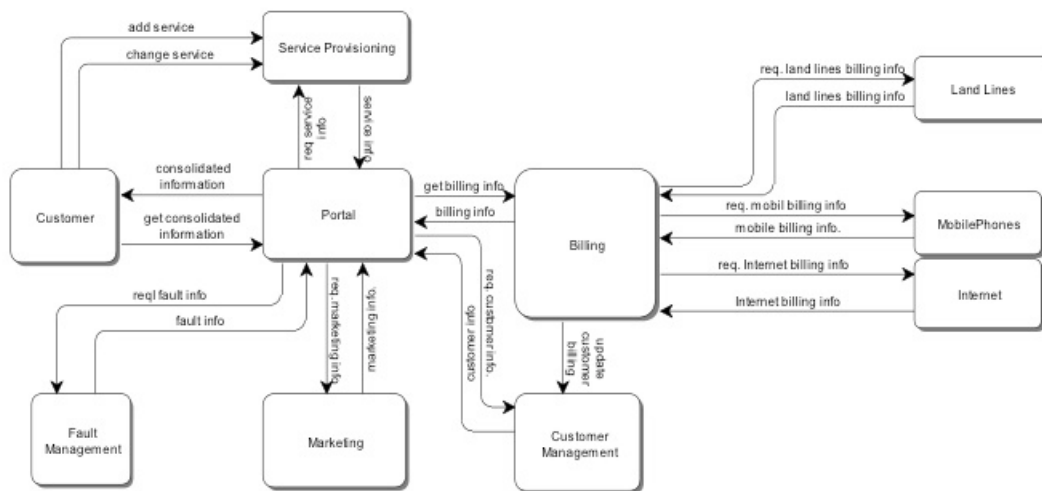 add service
change service
Service Provisioning
req. land lines billing info
land lines billing info
Land Lines
req service
info
service info
consolidated
information
Customer
get consolidated
information
Portal
get billing info
billing info
Billing
req. mobil billing info
mobile billing info.
MobilePhones
req. Internet billing info
Internet billing info
Internet
reql fault info
fault info
req. marketing info
marketing info.
req. custbmer info.
customer info
update
customer
billing
Fault
Management
Marketing
Customer
Management